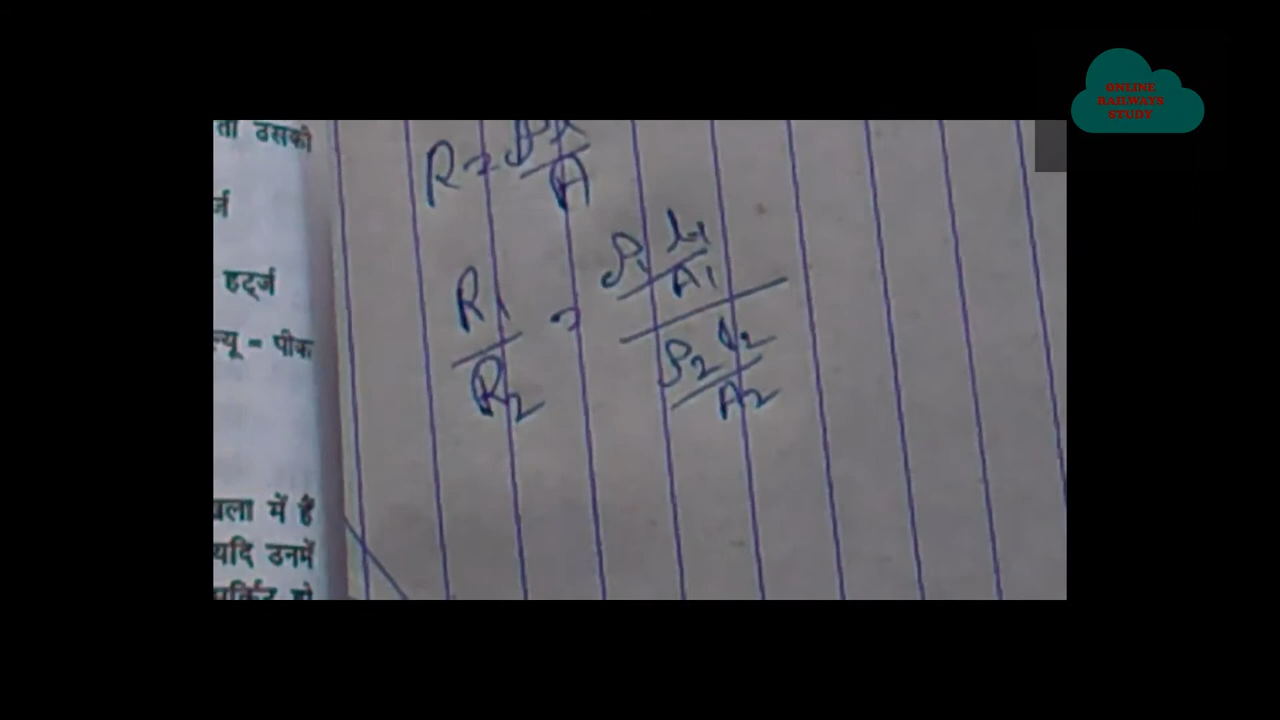 ONLINE
RAILWAYS
STUDY
ता उसकी
र्ज
हर्ट्ज
ल्यू = पीक
R = ρl/A
R1/R2 = (ρ1 l1/A1)/(ρ2 l2/A2)
में हैं
यदि उनमें